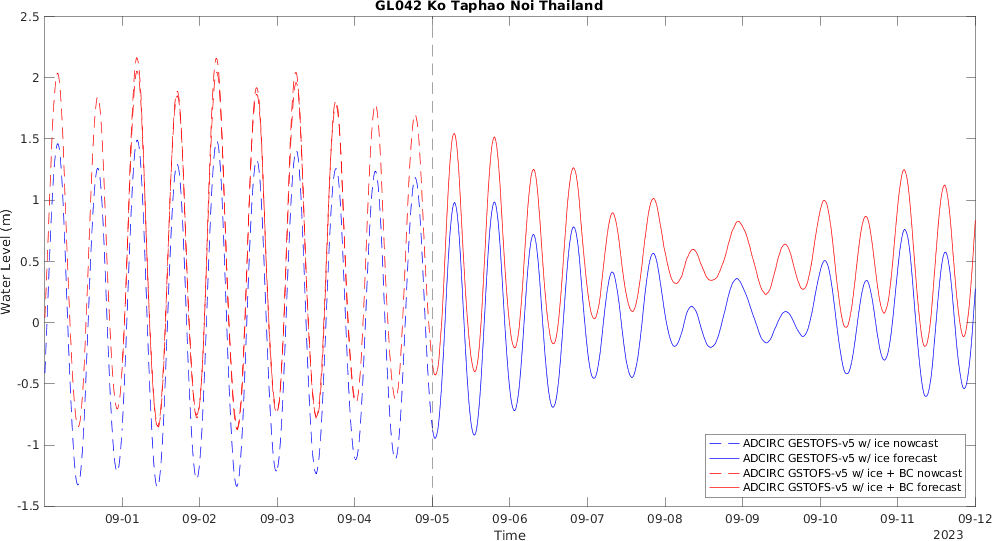 GL042 Ko Taphao Noi Thailand
2.5
2
1.5
1
0.5
0
-0.5
-1
-1.5
Water Level (m)
ADCIRC GESTOFS-v5 w/ ice nowcast
ADCIRC GESTOFS-v5 w/ ice forecast
ADCIRC GSTOFS-v5 w/ ice + BC nowcast
ADCIRC GSTOFS-v5 w/ ice + BC forecast
09-01 09-02 09-03 09-04 09-05 09-06 09-07 09-08 09-09 09-10 09-11 09-12
Time
2023